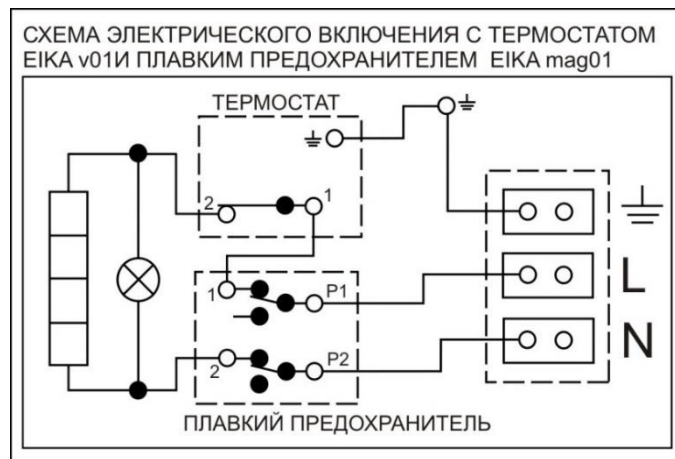 СХЕМА ЭЛЕКТРИЧЕСКОГО ВКЛЮЧЕНИЯ С ТЕРМОСТАТОМ
EIKA v01И ПЛАВКИМ ПРЕДОХРАНИТЕЛЕМ EIKA mag01
ТЕРМОСТАТ
2
1
1
P1
L
2
P2
N
ПЛАВКИЙ ПРЕДОХРАНИТЕЛЬ